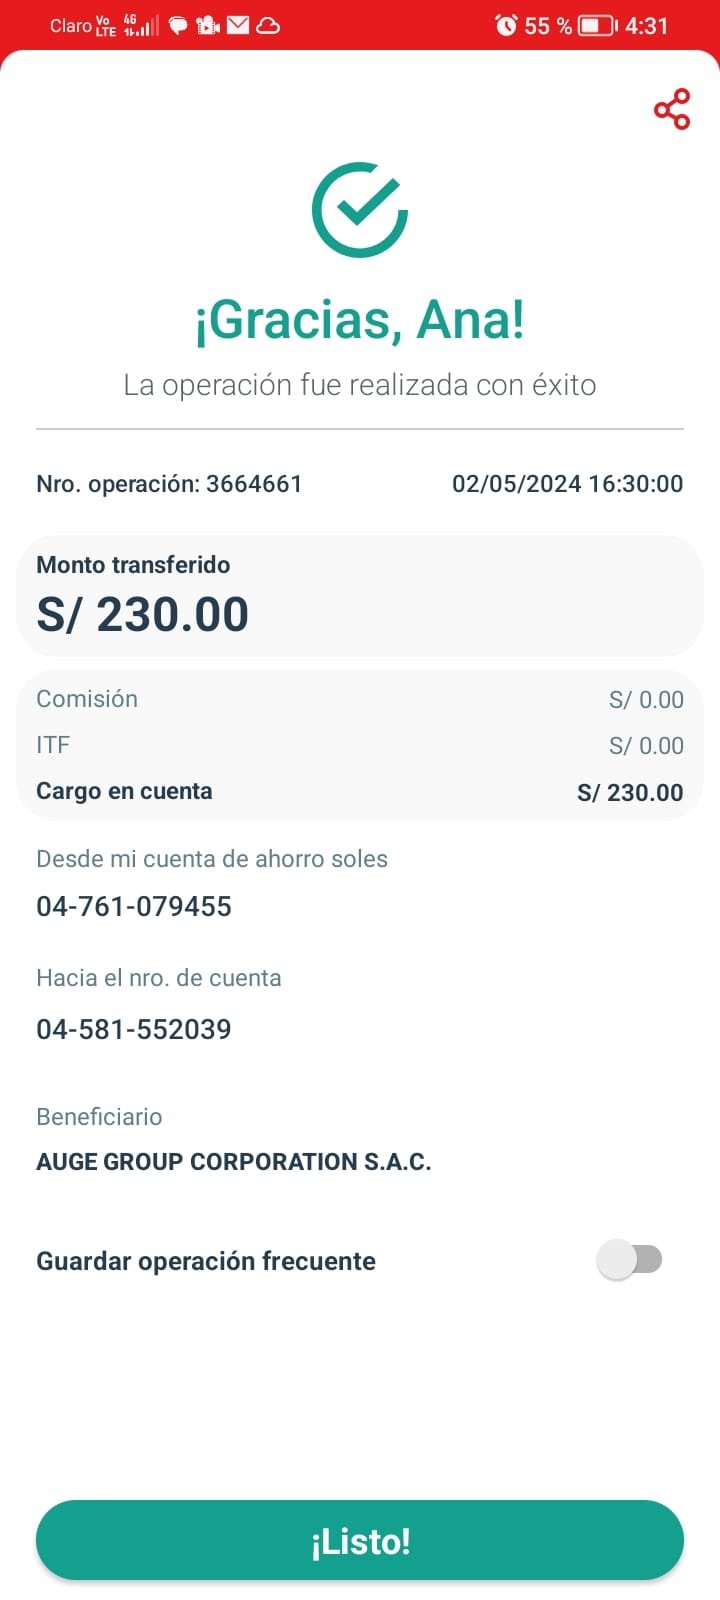 Claro Vo LTE 4G 55 % 4:31
¡Gracias, Ana!
La operación fue realizada con éxito
Nro. operación: 3664661 02/05/2024 16:30:00
Monto transferido
S/ 230.00
Comisión S/ 0.00
ITF S/ 0.00
Cargo en cuenta S/ 230.00
Desde mi cuenta de ahorro soles
04-761-079455
Hacia el nro. de cuenta
04-581-552039
Beneficiario
AUGE GROUP CORPORATION S.A.C.
Guardar operación frecuente
¡Listo!